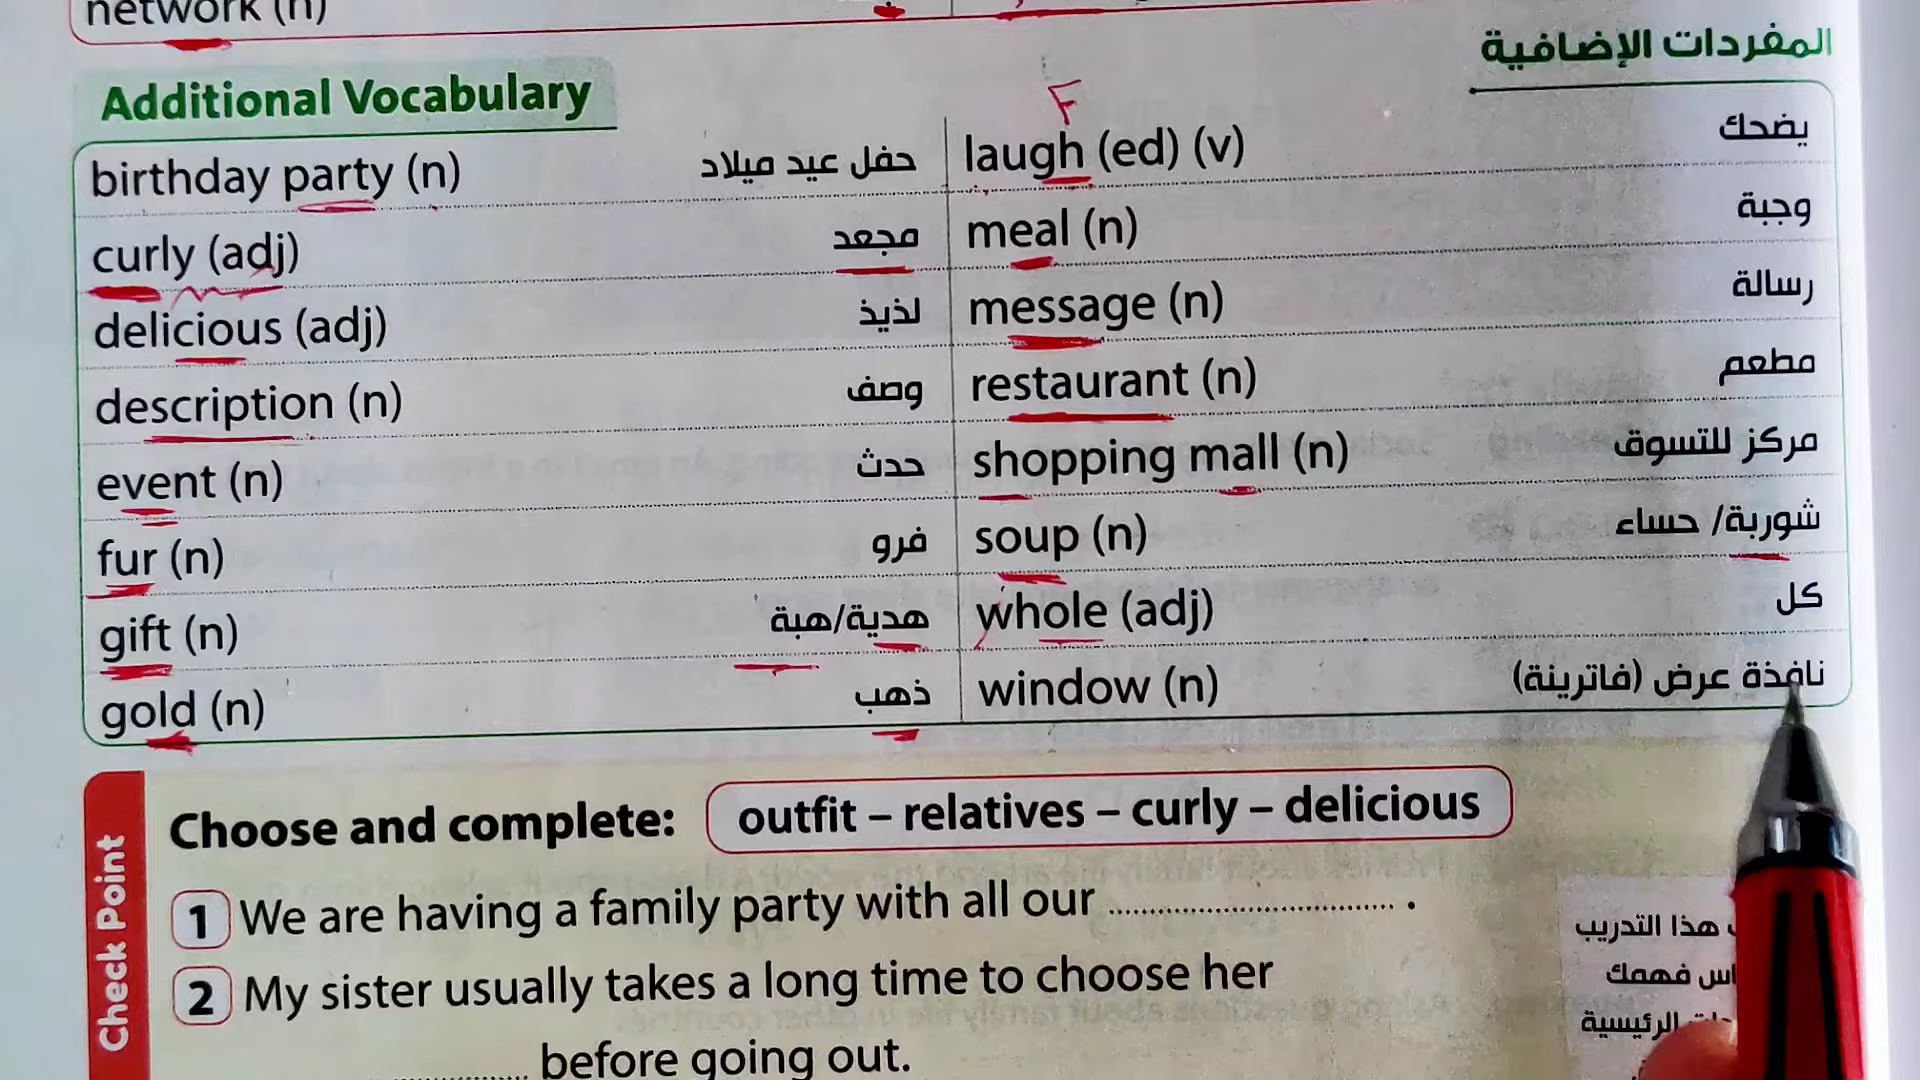 network (n)
المفردات الإضافية
Additional Vocabulary
F
birthday party (n) حفل عيد ميلاد
laugh (ed) (v) يضحك
curly (adj) مجعد
meal (n) وجبة
delicious (adj) لذيذ
message (n) رسالة
description (n) وصف
restaurant (n) مطعم
event (n) حدث
shopping mall (n) مركز للتسوق
fur (n) فرو
soup (n) شوربة/ حساء
gift (n) هدية/هبة
whole (adj) كل
gold (n) ذهب
window (n) نافذة عرض (فاترينة)
Check Point
Choose and complete: outfit – relatives – curly – delicious
1 We are having a family party with all our ................................ .
2 My sister usually takes a long time to choose her
................ before going out.
هذا التدريب
فهمك
الرئيسية